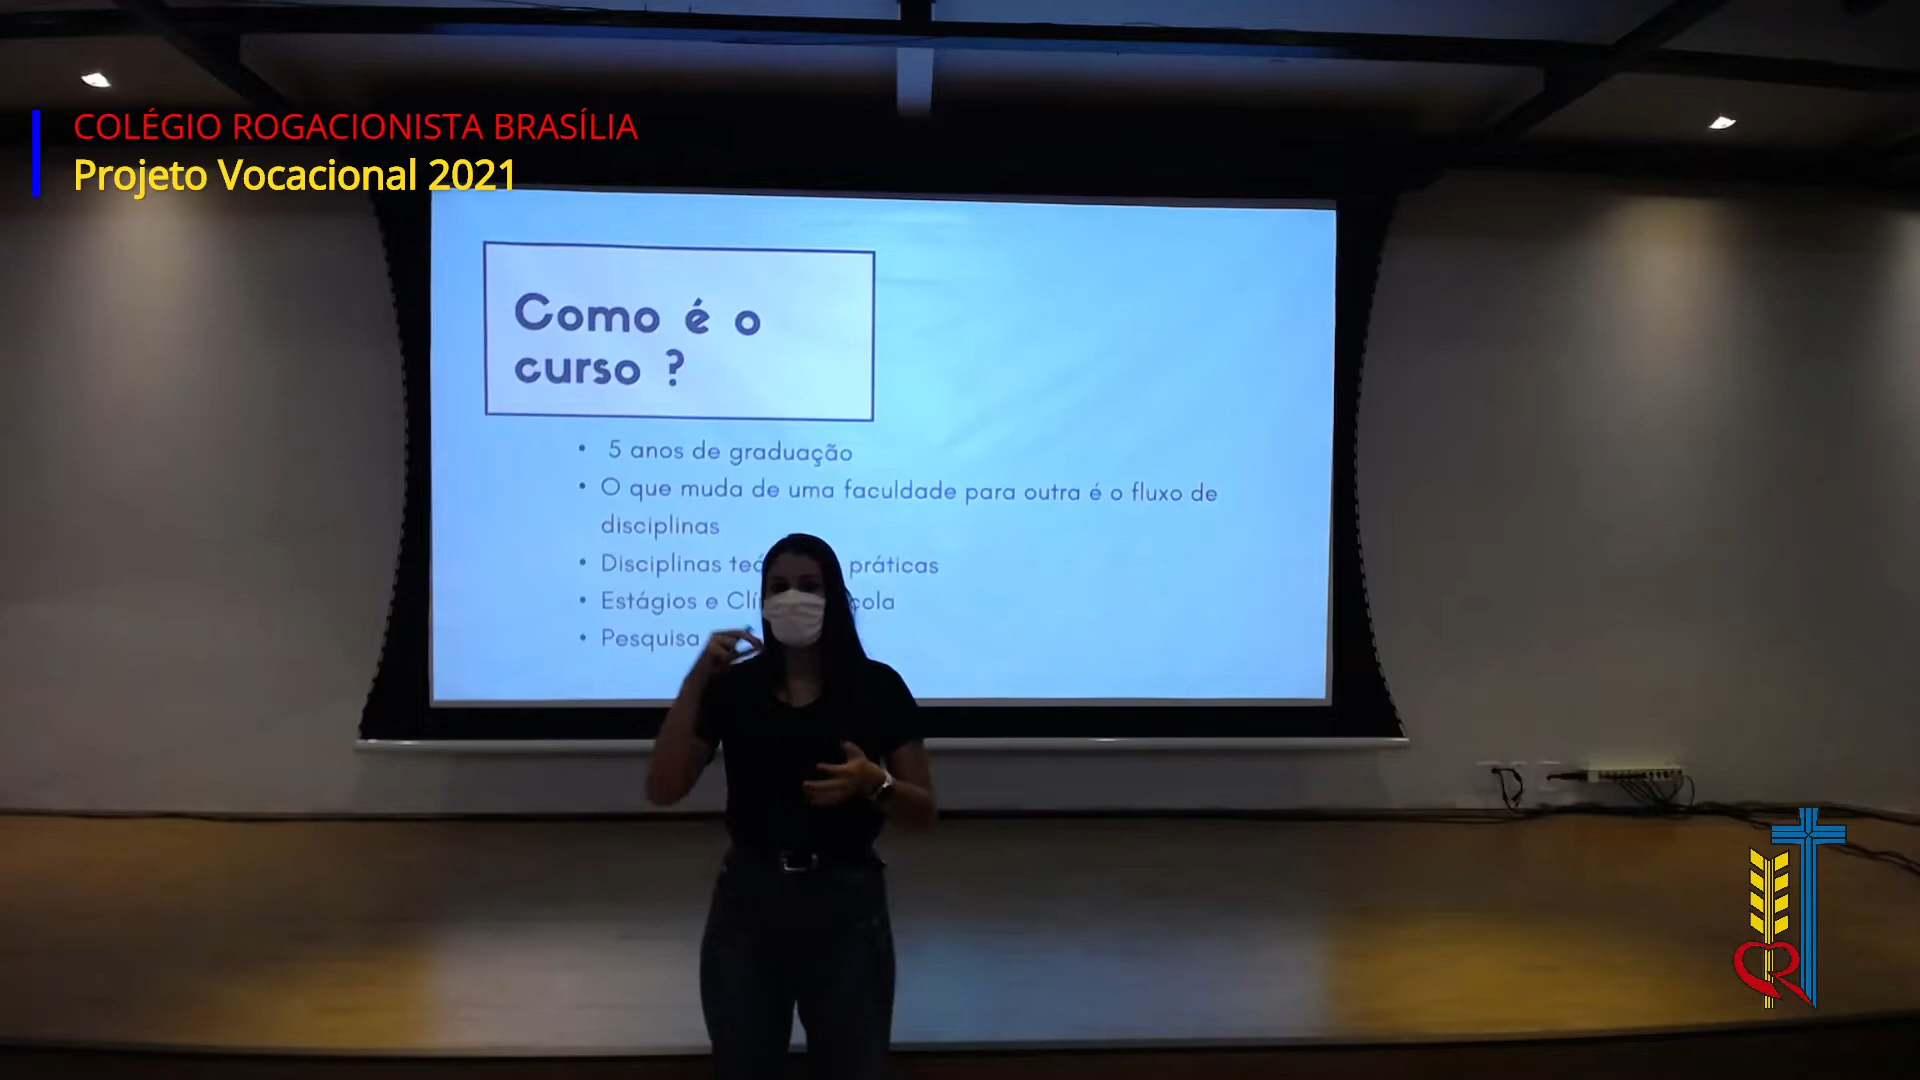 COLÉGIO ROGACIONISTA BRASÍLIA
Projeto Vocacional 2021
Como é o
curso ?
• 5 anos de graduação
• O que muda de uma faculdade para outra é o fluxo de
disciplinas
• Disciplinas práticas
• Estágios e
• Pesquisa